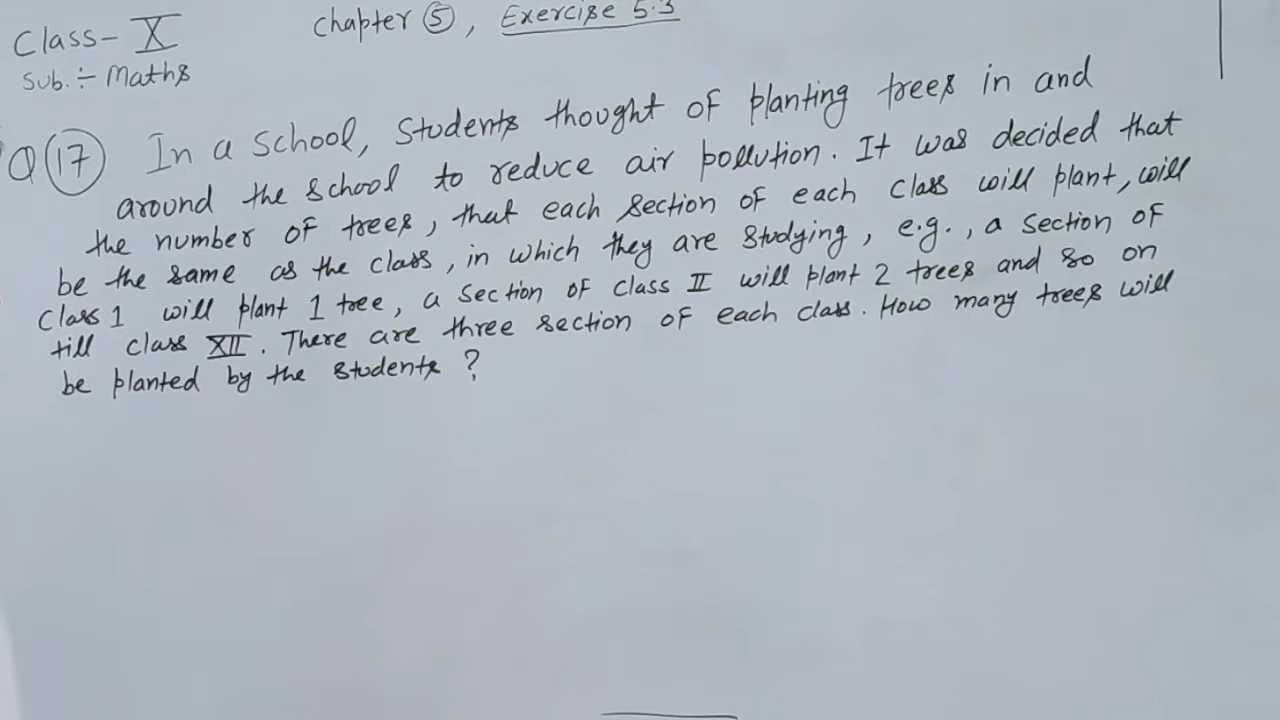 Class - X
Chapter 5, Exercise 5.3
Sub. :- Maths
Q 17 In a school, students thought of planting trees in and
around the school to reduce air pollution. It was decided that
the number of trees, that each section of each class will plant, will
be the same as the class, in which they are studying, e.g., a section of
class 1 will plant 1 tree, a section of class II will plant 2 trees and so on
till class XII. There are three section of each class. How many trees will
be planted by the students ?